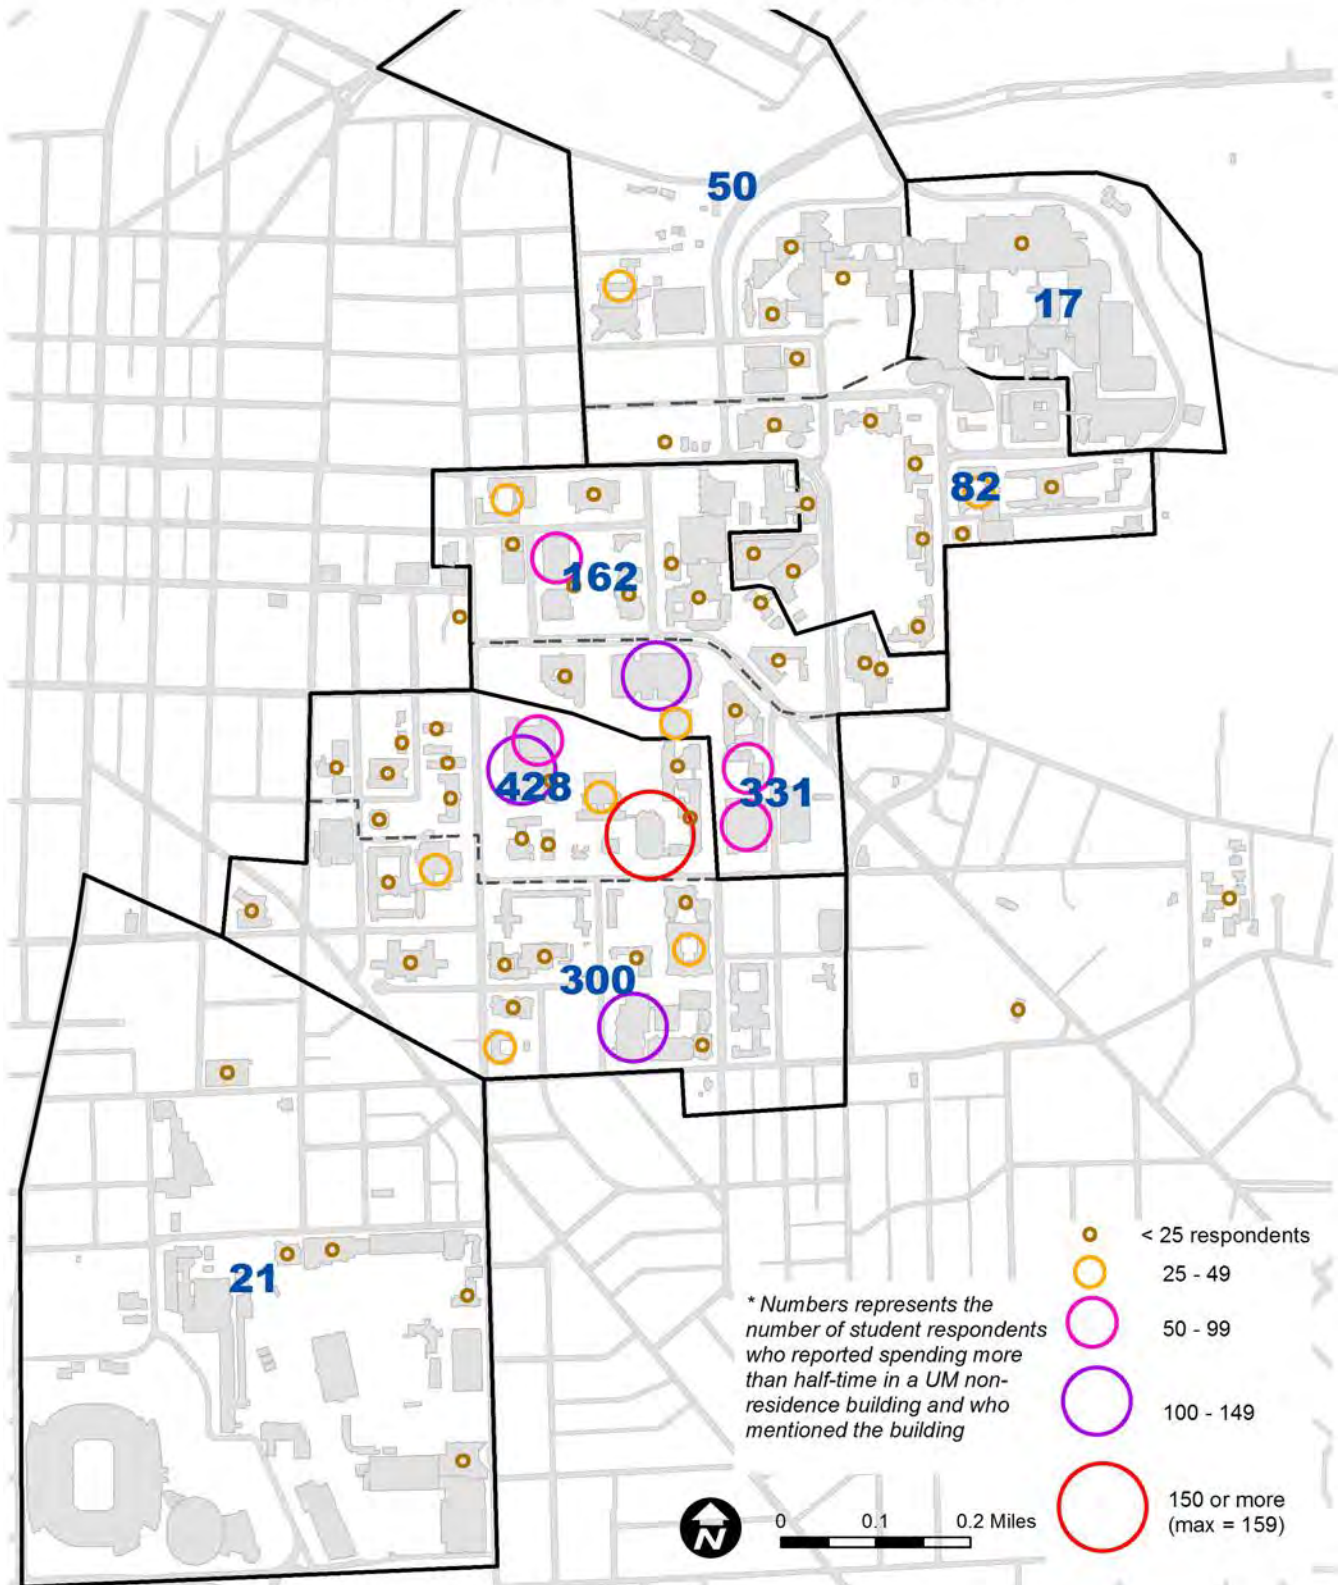 50
17
82
162
428
331
300
21
< 25 respondents
25 - 49
50 - 99
100 - 149
150 or more
(max = 159)
* Numbers represents the
number of student respondents
who reported spending more
than half-time in a UM non-
residence building and who
mentioned the building
N
0 0.1 0.2 Miles